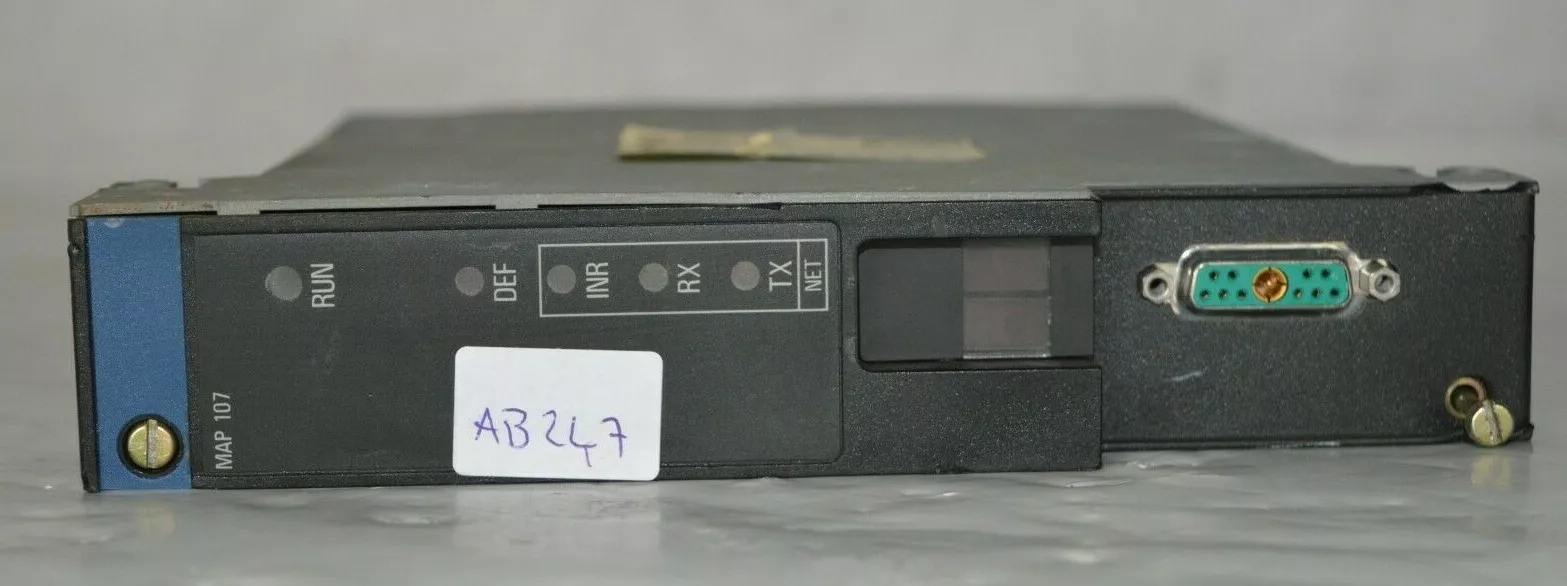 RUN
DEF
INR
RX
TX
NET
MAP 107
AB247